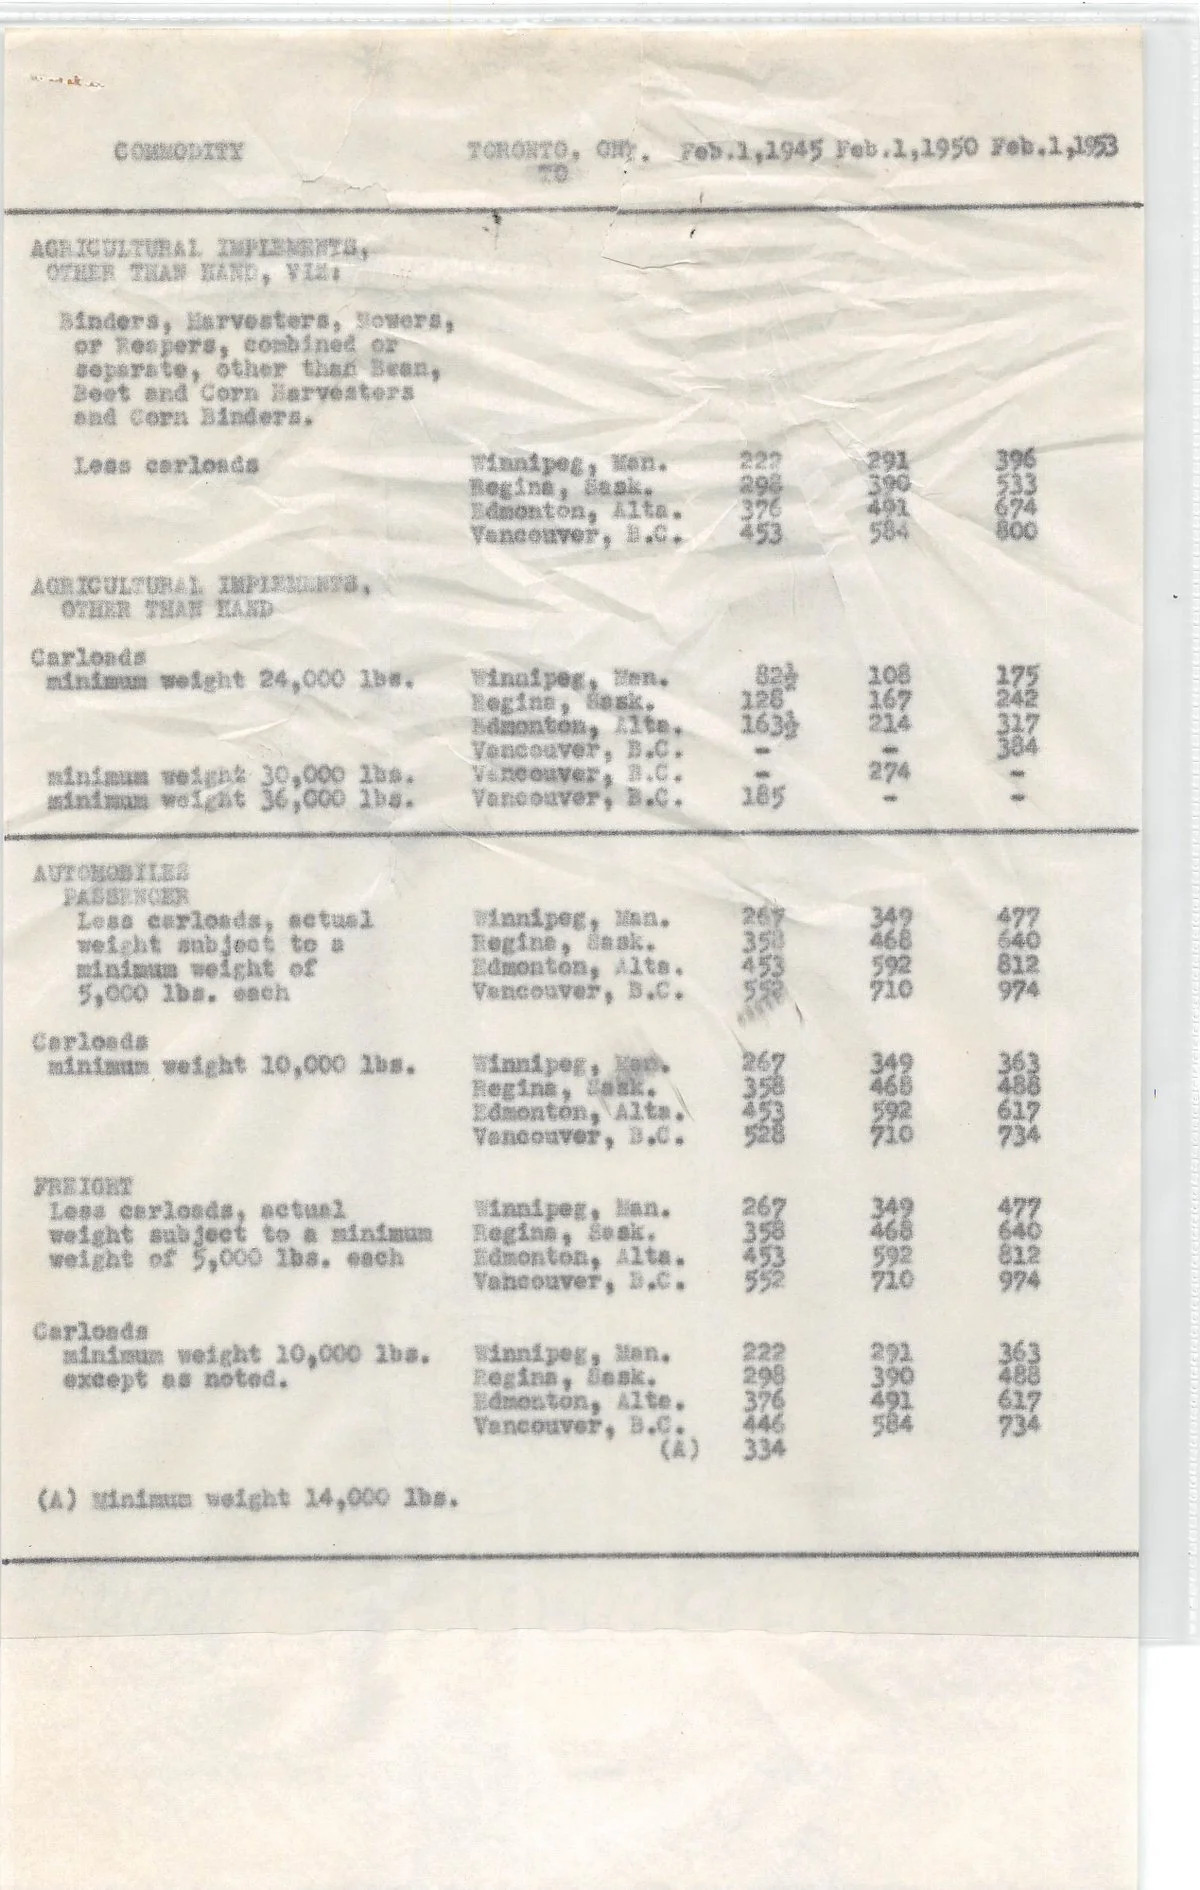 COMMODITY TORONTO, ONT. Feb.1,1945 Feb.1,1950 Feb.1,1953
TO
AGRICULTURAL IMPLEMENTS,
OTHER THAN HAND, VIZ:
Binders, Harvesters, Mowers,
or Reapers, combined or
separate, other than Bean,
Beet and Corn Harvesters
and Corn Binders.
Less carloads Winnipeg, Man. 222 291 396
Regina, Sask. 298 390 533
Edmonton, Alta. 376 491 674
Vancouver, B.C. 453 584 800
AGRICULTURAL IMPLEMENTS,
OTHER THAN HAND
Carloads
minimum weight 24,000 lbs. Winnipeg, Man. 82½ 108 175
Regina, Sask. 128 167 242
Edmonton, Alta. 163½ 214 317
Vancouver, B.C. - - 384
minimum weight 30,000 lbs. Vancouver, B.C. - 274 -
minimum weight 36,000 lbs. Vancouver, B.C. 185 - -
AUTOMOBILES
PASSENGER
Less carloads, actual Winnipeg, Man. 267 349 477
weight subject to a Regina, Sask. 358 468 640
minimum weight of Edmonton, Alta. 453 592 812
5,000 lbs. each Vancouver, B.C. 710 974
Carloads
minimum weight 10,000 lbs. Winnipeg, Man. 267 349 363
Regina, Sask. 358 468 488
Edmonton, Alta. 453 592 617
Vancouver, B.C. 528 710 734
FREIGHT
Less carloads, actual Winnipeg, Man. 267 349 477
weight subject to a minimum Regina, Sask. 358 468 640
weight of 5,000 lbs. each Edmonton, Alta. 453 592 812
Vancouver, B.C. 552 710 974
Carloads
minimum weight 10,000 lbs. Winnipeg, Man. 222 291 363
except as noted. Regina, Sask. 298 390 488
Edmonton, Alta. 376 491 617
Vancouver, B.C. 446 584 734
(A) 334
(A) Minimum weight 14,000 lbs.